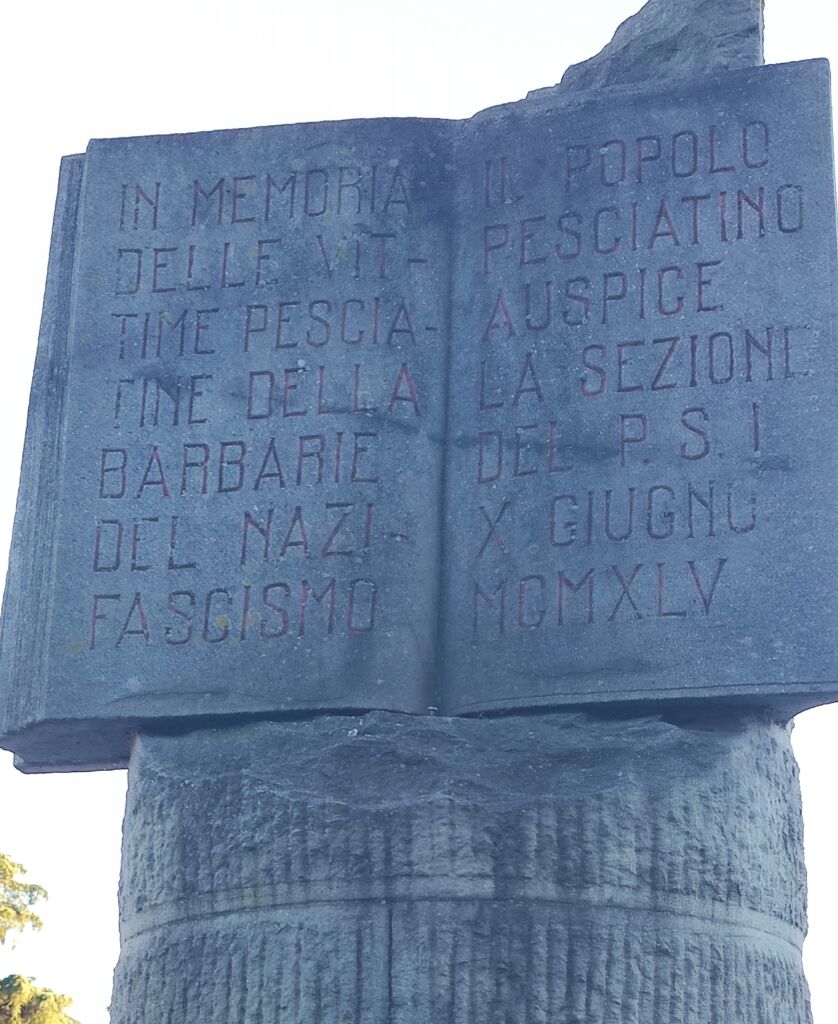 IN MEMORIA
DELLE VIT-
TIME PESCIA-
TINE DELLA
BARBARIE
DEL NAZI-
FASCISMO
IL POPOLO
PESCIATINO
AUSPICE
LA SEZIONE
DEL P. S. I
X GIUGNO
MCMXLV